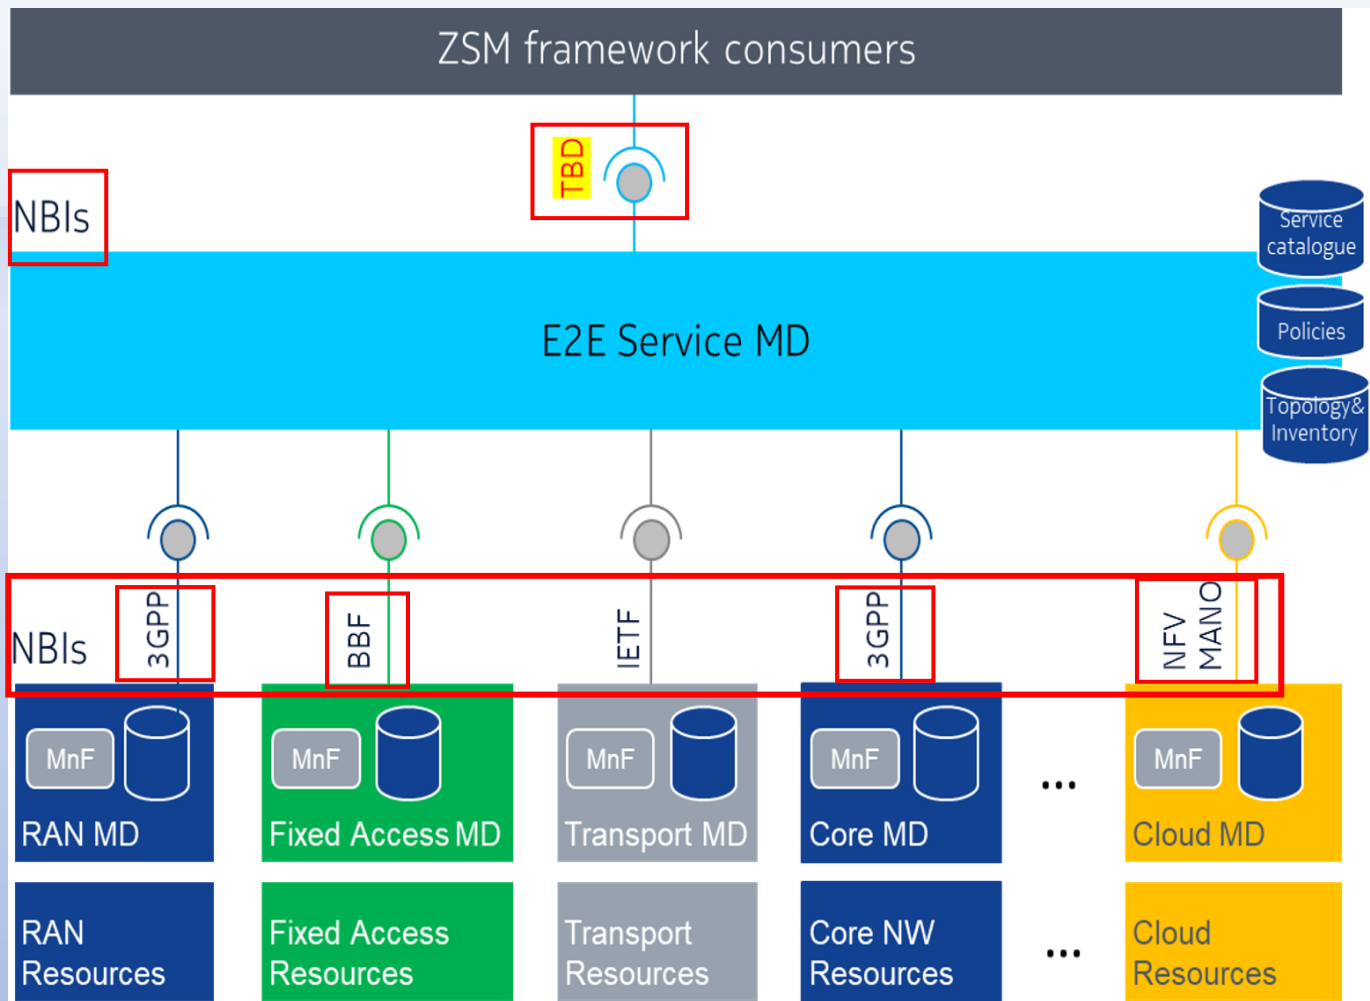 ZSM framework consumers
TBD
NBIs
Service
catalogue
E2E Service MD
Policies
Topology&
Inventory
NBIs
3GPP
BBF
IETF
3GPP
NFV
MANO
MnF
MnF
MnF
MnF
...
MnF
RAN MD
Fixed Access MD
Transport MD
Core MD
Cloud MD
RAN
Resources
Fixed Access
Resources
Transport
Resources
Core NW
Resources
...
Cloud
Resources